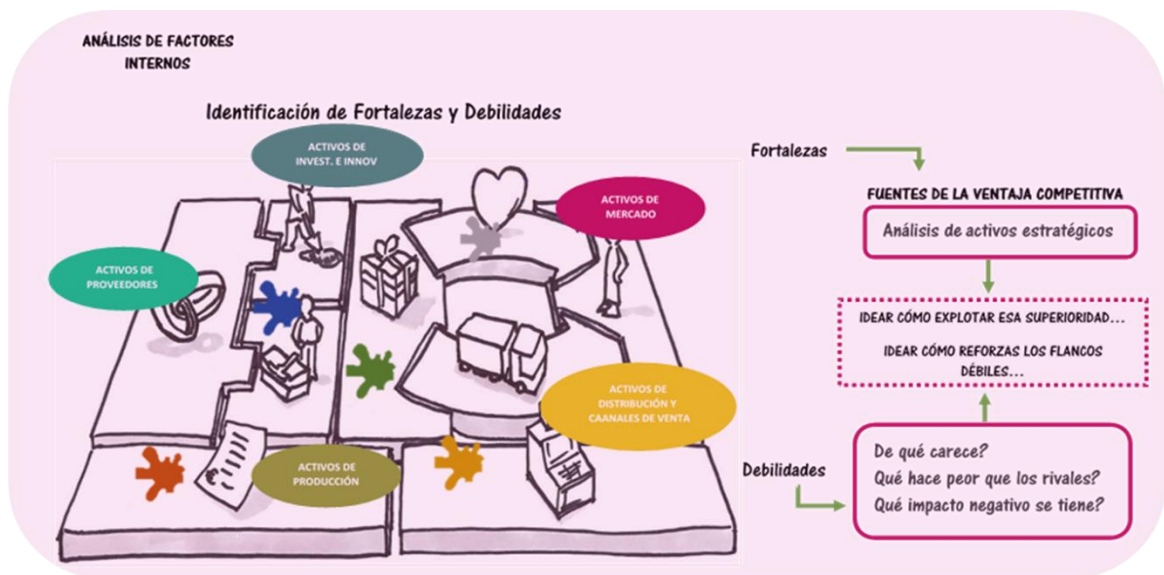 ANÁLISIS DE FACTORES
INTERNOS
Identificación de Fortalezas y Debilidades
ACTIVOS DE
INVEST. E INNOV
ACTIVOS DE
MERCADO
ACTIVOS DE
PROVEEDORES
ACTIVOS DE
DISTRIBUCIÓN Y
CAANALES DE VENTA
ACTIVOS DE
PRODUCCIÓN
Fortalezas
FUENTES DE LA VENTAJA COMPETITIVA
Análisis de activos estratégicos
IDEAR CÓMO EXPLOTAR ESA SUPERIORIDAD...
IDEAR CÓMO REFORZAS LOS FLANCOS
DÉBILES...
Debilidades
De qué carece?
Qué hace peor que los rivales?
Qué impacto negativo se tiene?